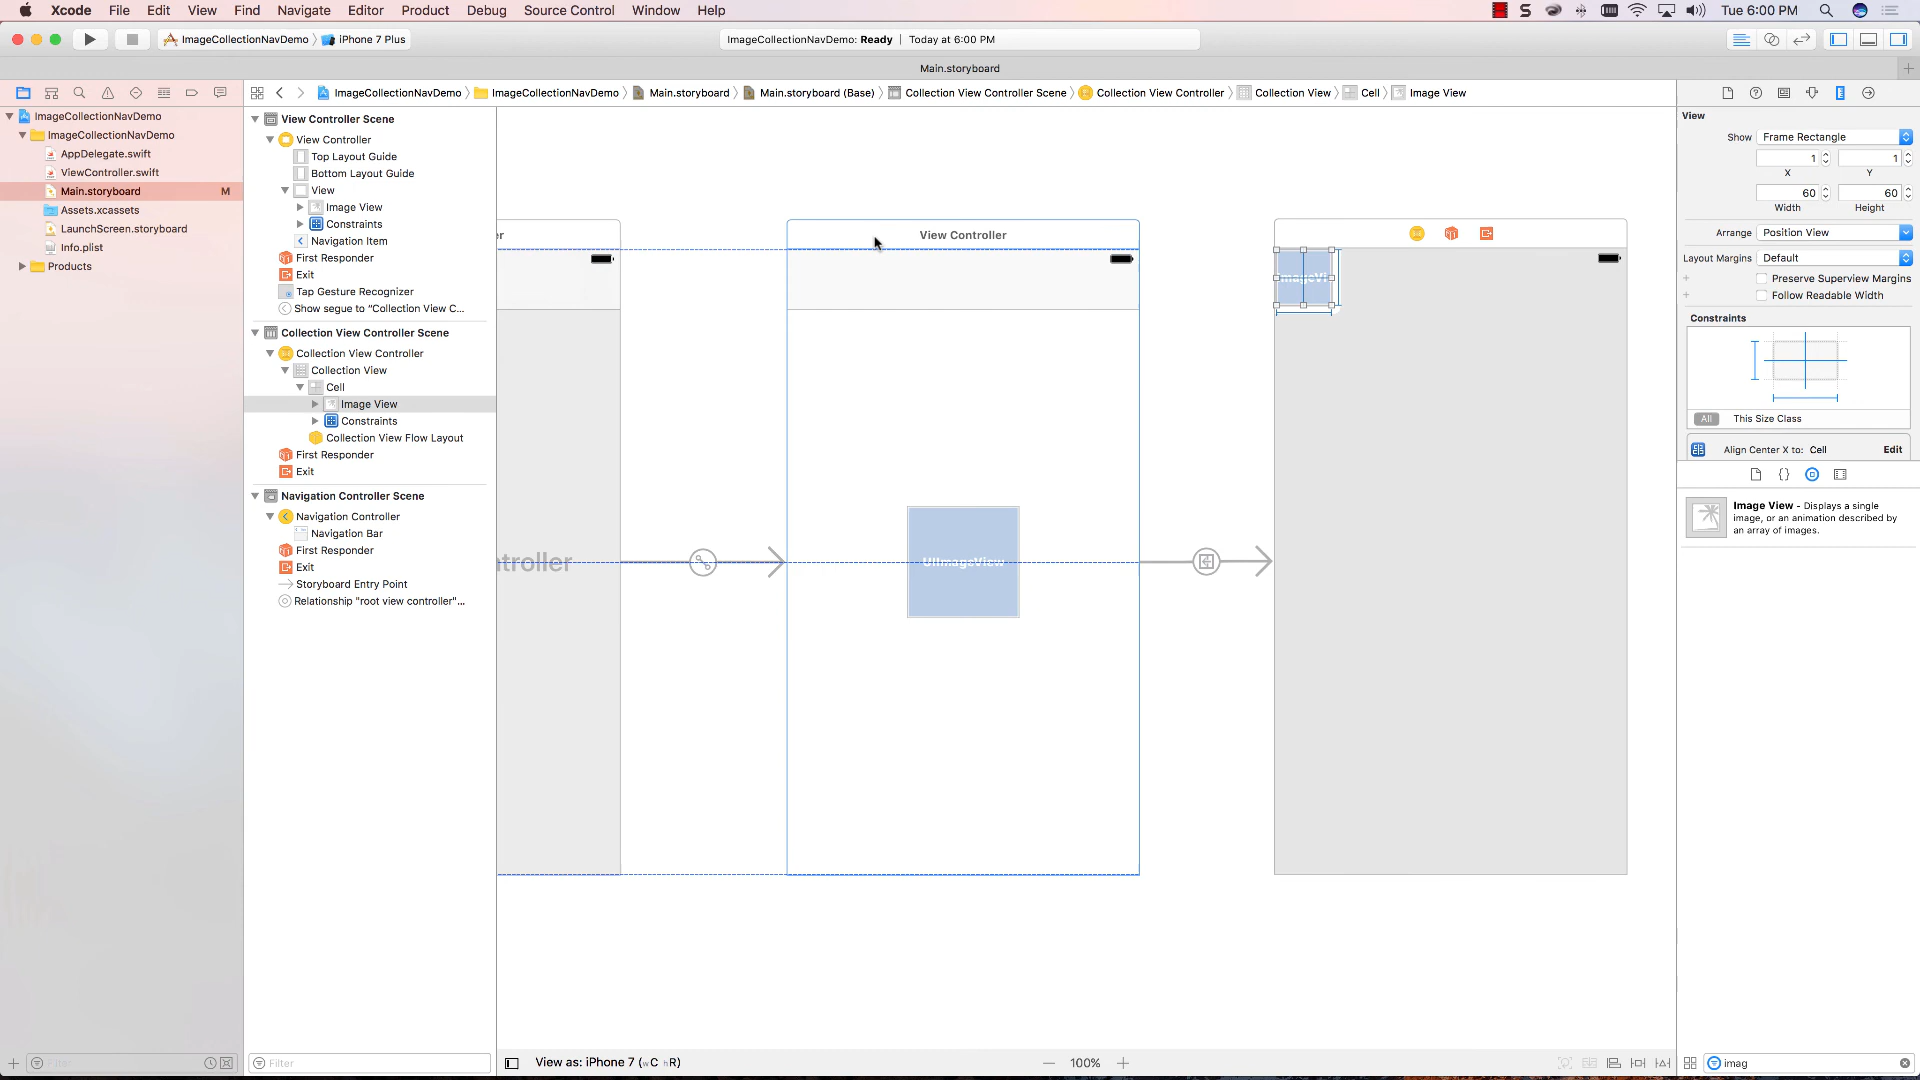 Xcode File Edit View Find Navigate Editor Product Debug Source Control Window Help
Tue 6:00 PM
ImageCollectionNavDemo iPhone 7 Plus
ImageCollectionNavDemo: Ready | Today at 6:00 PM
Main.storyboard
ImageCollectionNavDemo ImageCollectionNavDemo Main.storyboard Main.storyboard (Base) Collection View Controller Scene Collection View Controller Collection View Cell Image View
ImageCollectionNavDemo
ImageCollectionNavDemo
AppDelegate.swift
ViewController.swift
Main.storyboard M
Assets.xcassets
LaunchScreen.storyboard
Info.plist
Products
Filter
View Controller Scene
View Controller
Top Layout Guide
Bottom Layout Guide
View
Image View
Constraints
Navigation Item
First Responder
Exit
Tap Gesture Recognizer
Show segue to "Collection View C...
Collection View Controller Scene
Collection View Controller
Collection View
Cell
Image View
Constraints
Collection View Flow Layout
First Responder
Exit
Navigation Controller Scene
Navigation Controller
Navigation Bar
First Responder
Exit
Storyboard Entry Point
Relationship "root view controller"...
Filter
er
ntroller
View Controller
UIImageView
mageVi
View as: iPhone 7 (wC hR)
100%
View
Show Frame Rectangle
1 1
X Y
60 60
Width Height
Arrange Position View
Layout Margins Default
Preserve Superview Margins
Follow Readable Width
Constraints
All This Size Class
Align Center X to: Cell Edit
Image View - Displays a single
image, or an animation described by
an array of images.
imag